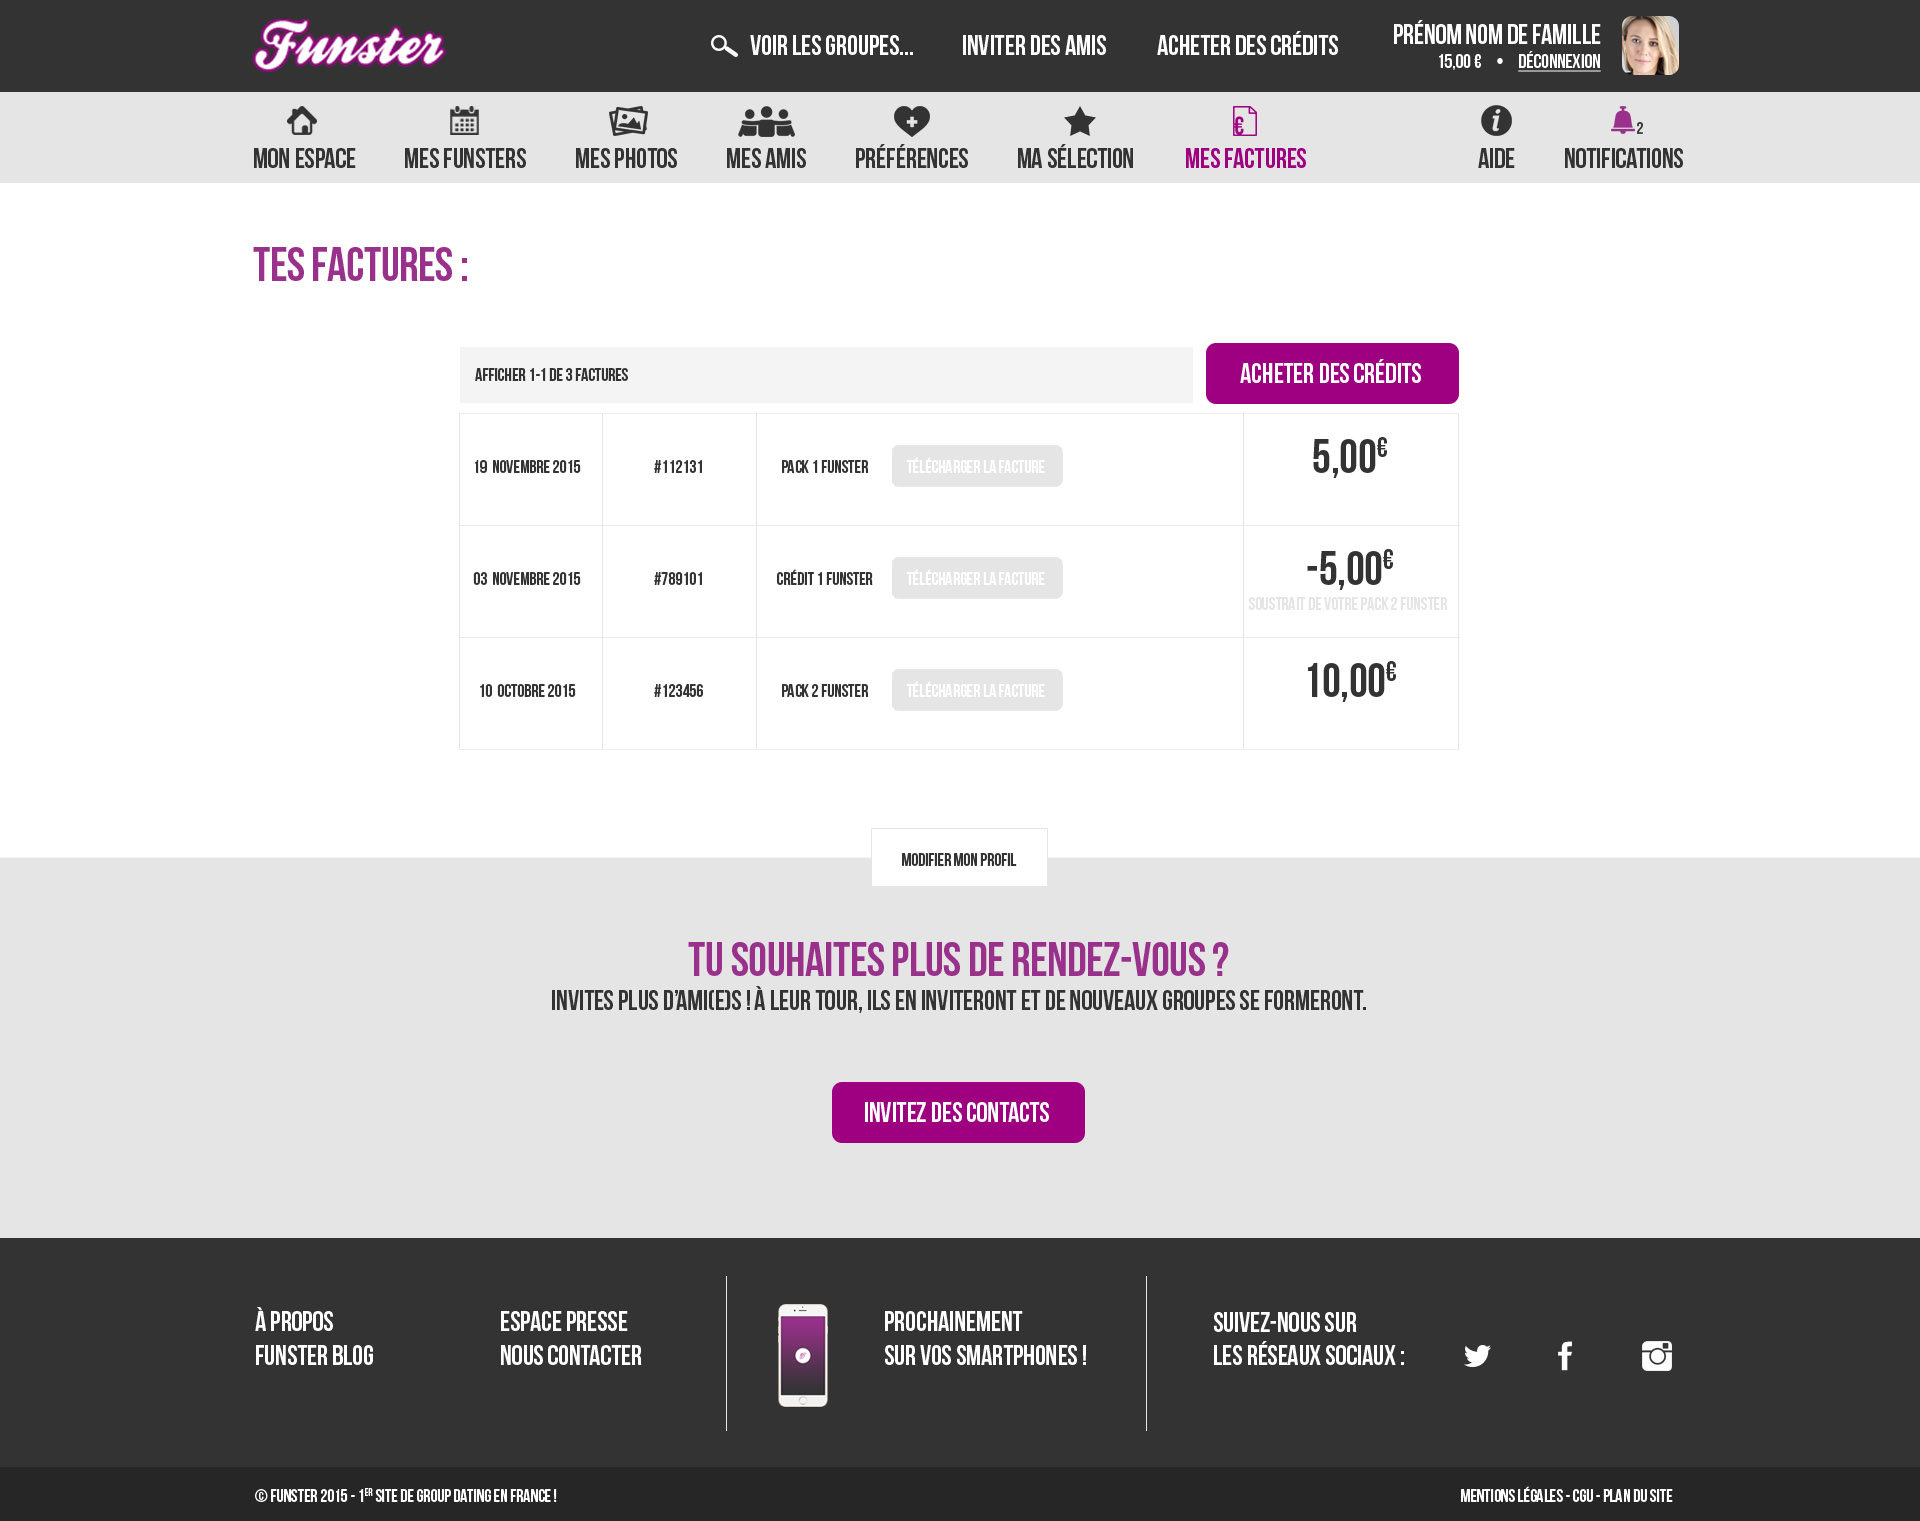 Funster
VOIR LES GROUPES...
INVITER DES AMIS
ACHETER DES CRÉDITS
PRÉNOM NOM DE FAMILLE
15,00 € • DÉCONNEXION
MON ESPACE
MES FUNSTERS
MES PHOTOS
MES AMIS
PRÉFÉRENCES
MA SÉLECTION
€
MES FACTURES
AIDE
2
NOTIFICATIONS
TES FACTURES :
AFFICHER 1-1 DE 3 FACTURES
ACHETER DES CRÉDITS
19 NOVEMBRE 2015
#112131
PACK 1 FUNSTER
TÉLÉCHARGER LA FACTURE
5,00€
03 NOVEMBRE 2015
#789101
CRÉDIT 1 FUNSTER
TÉLÉCHARGER LA FACTURE
-5,00€
SOUSTRAIT DE VOTRE PACK 2 FUNSTER
10 OCTOBRE 2015
#123456
PACK 2 FUNSTER
TÉLÉCHARGER LA FACTURE
10,00€
MODIFIER MON PROFIL
TU SOUHAITES PLUS DE RENDEZ-VOUS ?
INVITES PLUS D'AMI(E)S ! À LEUR TOUR, ILS EN INVITERONT ET DE NOUVEAUX GROUPES SE FORMERONT.
INVITEZ DES CONTACTS
À PROPOS
FUNSTER BLOG
ESPACE PRESSE
NOUS CONTACTER
PROCHAINEMENT
SUR VOS SMARTPHONES !
SUIVEZ-NOUS SUR
LES RÉSEAUX SOCIAUX :
© FUNSTER 2015 - 1ER SITE DE GROUP DATING EN FRANCE !
MENTIONS LÉGALES - CGU - PLAN DU SITE